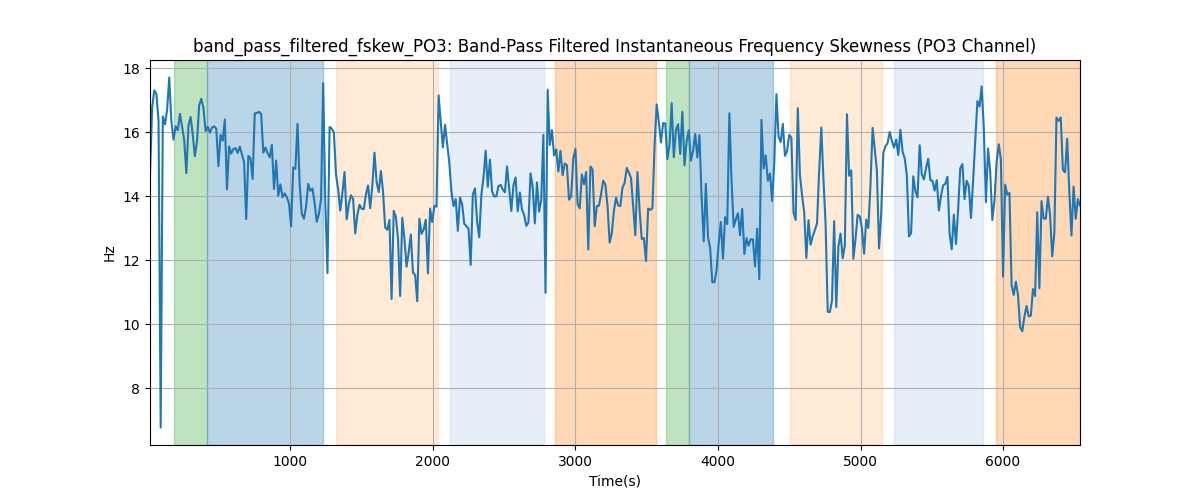 band_pass_filtered_fskew_PO3: Band-Pass Filtered Instantaneous Frequency Skewness (PO3 Channel)
18
16
14
12
10
8
Hz
1000 2000 3000 4000 5000 6000
Time(s)